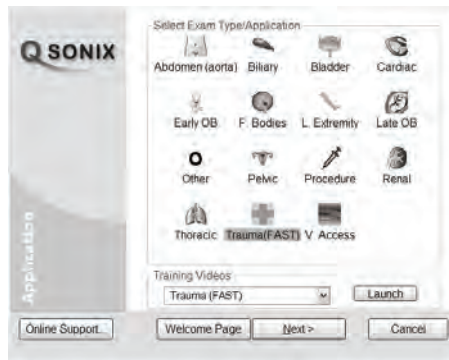 Select Exam Type/Application
Q SONIX
Abdomen (aorta) Biliary Bladder Cardiac
Early OB F. Bodies L. Extremity Late OB
Other Pelvic Procedure Renal
Thoracic Trauma(FAST) V. Access
Application
Training Videos
Trauma (FAST) Launch
Online Support Welcome Page Next > Cancel